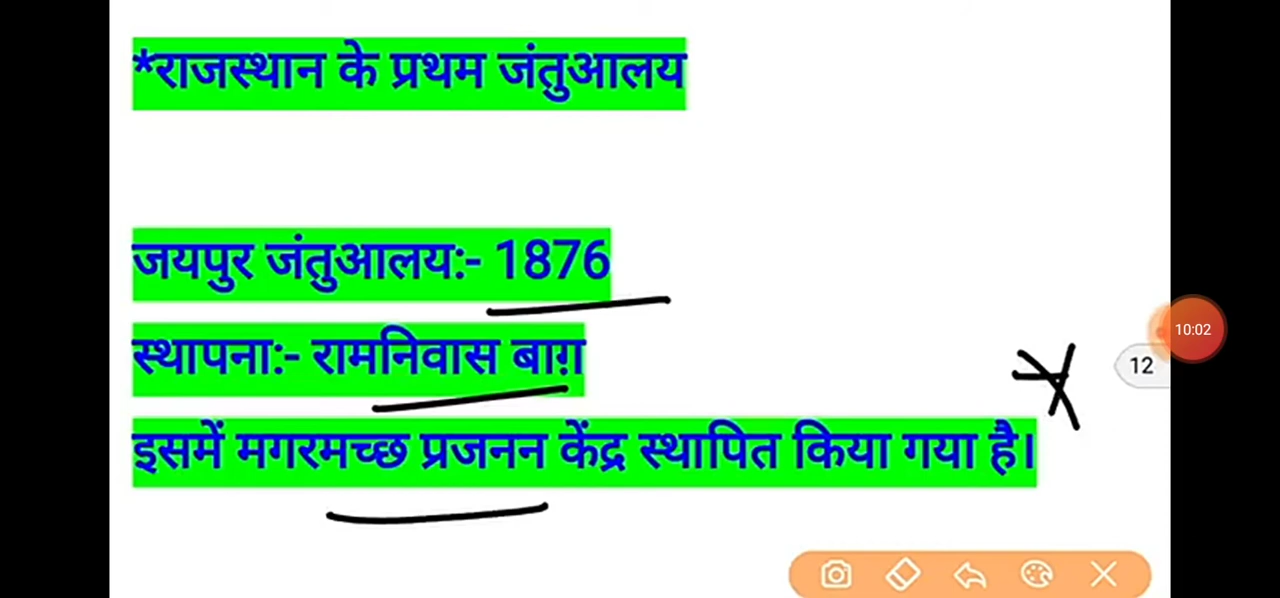 *राजस्थान के प्रथम जंतुआलय
जयपुर जंतुआलय:- 1876
स्थापना:- रामनिवास बाग़
इसमें मगरमच्छ प्रजनन केंद्र स्थापित किया गया है।
10:02
12